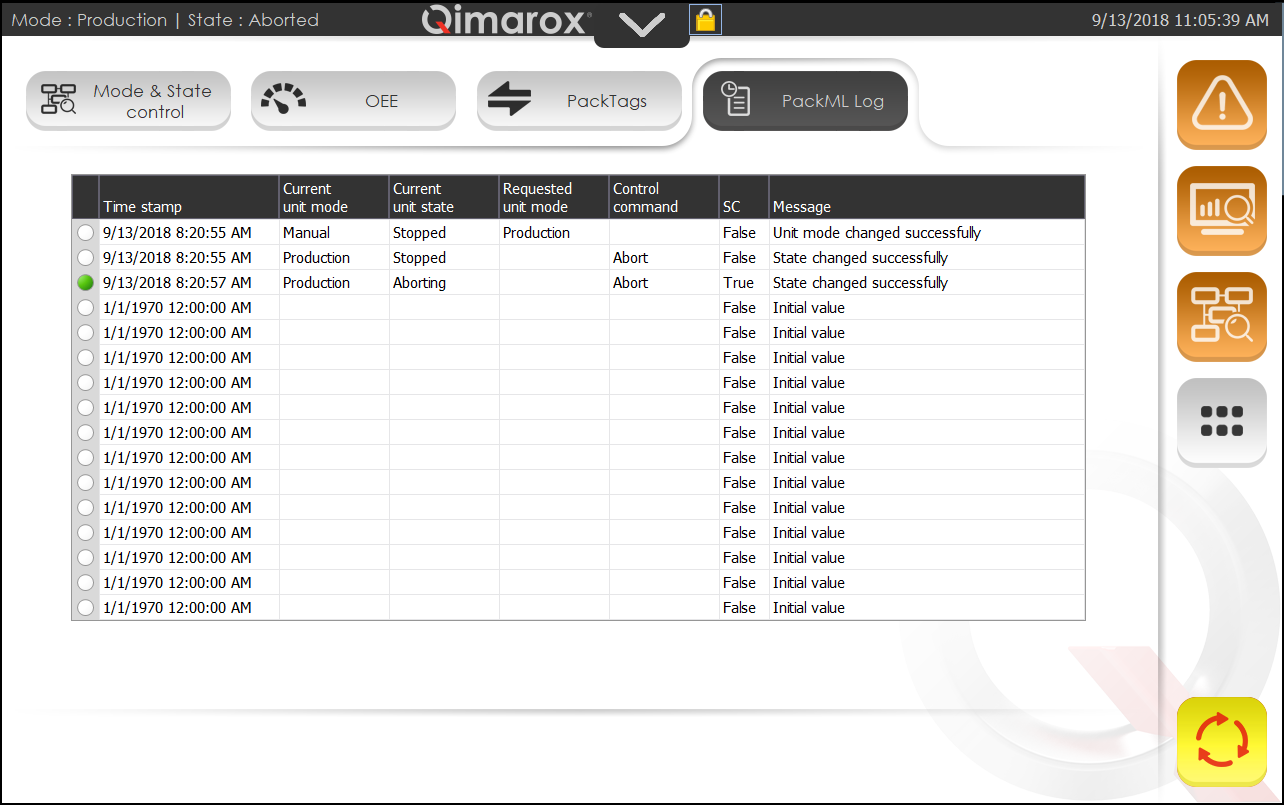 Mode : Production | State : Aborted
Qimarox®
9/13/2018 11:05:39 AM
Mode & State
control
OEE
PackTags
PackML Log
Time stamp Current unit mode Current unit state Requested unit mode Control command SC Message
9/13/2018 8:20:55 AM Manual Stopped Production False Unit mode changed successfully
9/13/2018 8:20:55 AM Production Stopped Abort False State changed successfully
9/13/2018 8:20:57 AM Production Aborting Abort True State changed successfully
1/1/1970 12:00:00 AM False Initial value
1/1/1970 12:00:00 AM False Initial value
1/1/1970 12:00:00 AM False Initial value
1/1/1970 12:00:00 AM False Initial value
1/1/1970 12:00:00 AM False Initial value
1/1/1970 12:00:00 AM False Initial value
1/1/1970 12:00:00 AM False Initial value
1/1/1970 12:00:00 AM False Initial value
1/1/1970 12:00:00 AM False Initial value
1/1/1970 12:00:00 AM False Initial value
1/1/1970 12:00:00 AM False Initial value
1/1/1970 12:00:00 AM False Initial value
1/1/1970 12:00:00 AM False Initial value